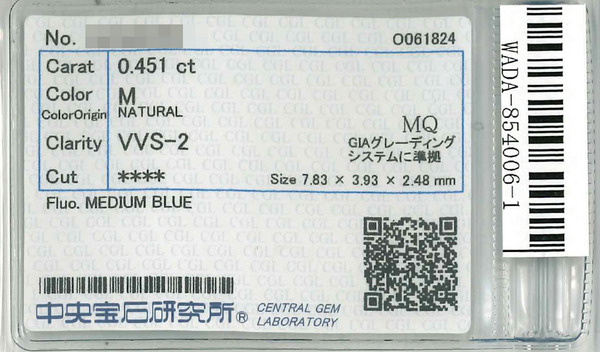 No.
O061824
Carat 0.451 ct
Color M
ColorOrigin NATURAL
Clarity VVS-2
MQ
GIAグレーディング
システムに準拠
Cut ****
Size 7.83 × 3.93 × 2.48 mm
Fluo. MEDIUM BLUE
中央宝石研究所®
CENTRAL GEM
LABORATORY
WADA-854006-1